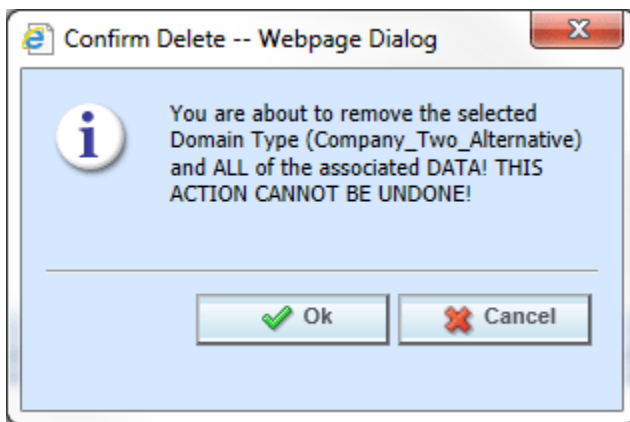 Confirm Delete -- Webpage Dialog
You are about to remove the selected
Domain Type (Company_Two_Alternative)
and ALL of the associated DATA! THIS
ACTION CANNOT BE UNDONE!
Ok
Cancel